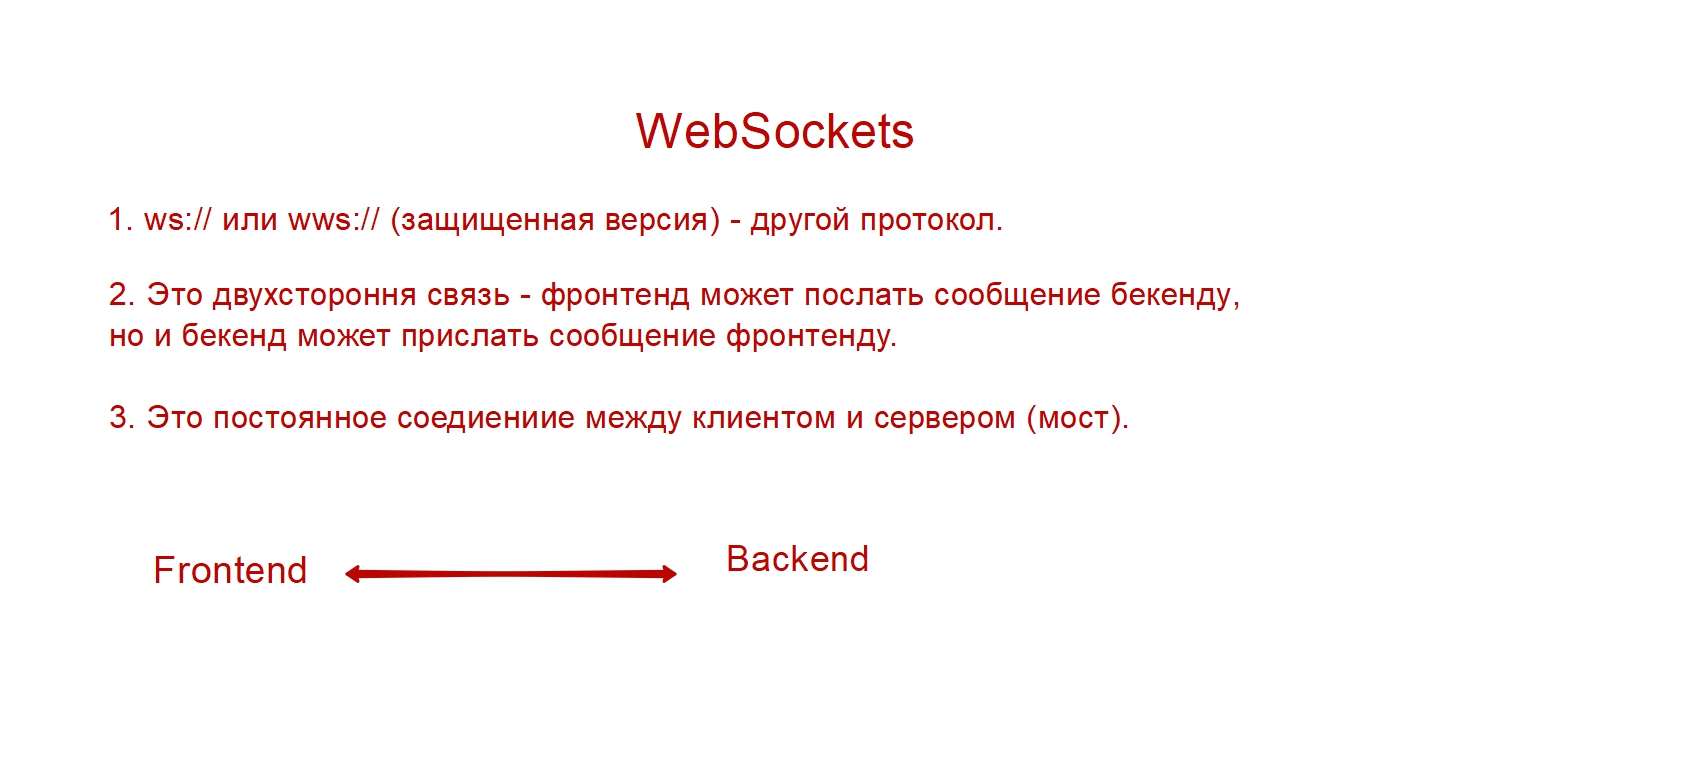 WebSockets
1. ws:// или wws:// (защищенная версия) - другой протокол.
2. Это двухстороння связь - фронтенд может послать сообщение бекенду,
но и бекенд может прислать сообщение фронтенду.
3. Это постоянное соедиениие между клиентом и сервером (мост).
Frontend
Backend